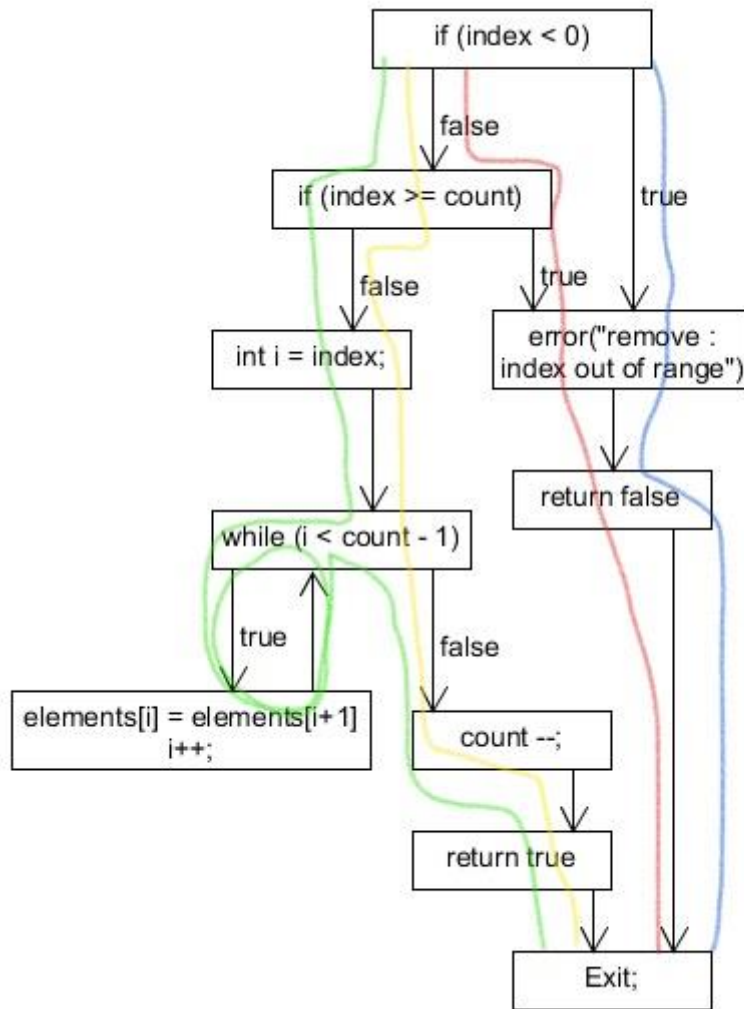 if (index < 0)
false
if (index >= count)
true
false
true
int i = index;
error("remove :
index out of range")
return false
while (i < count - 1)
true
false
elements[i] = elements[i+1]
i++;
count --;
return true
Exit;